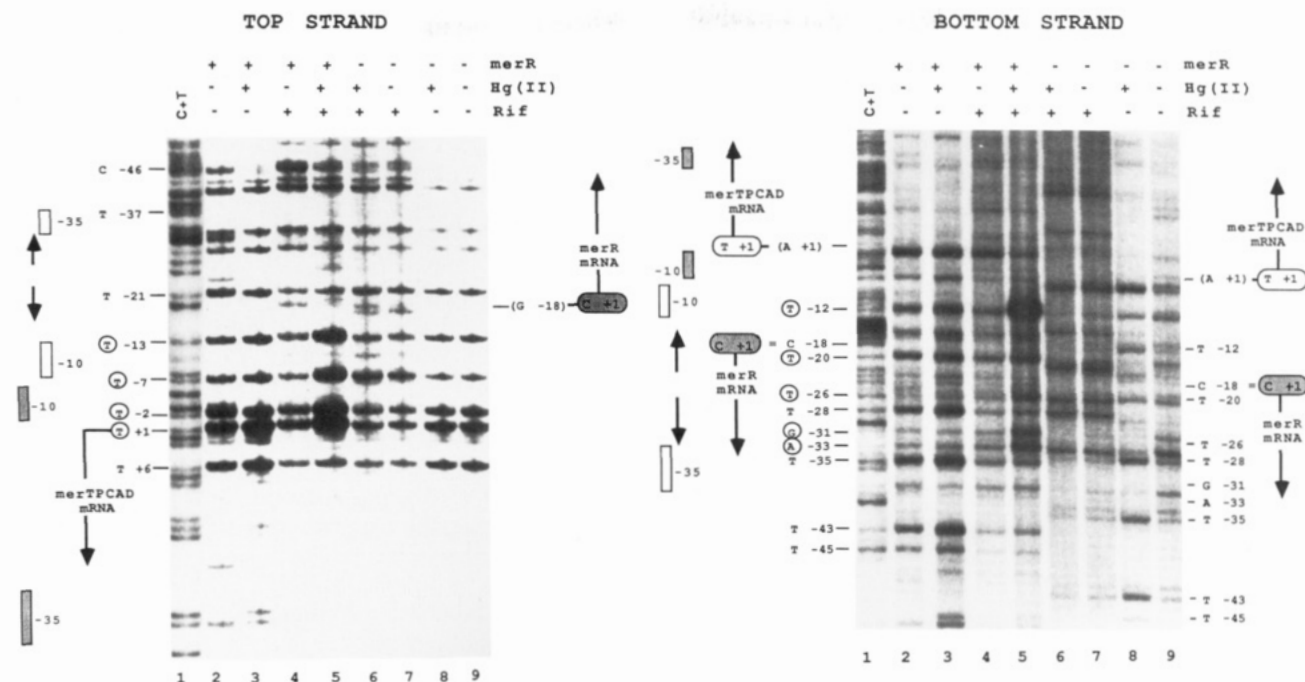 TOP STRAND
+ + + + - - - - merR
- + - + + - + - Hg(II)
- - + + + + - - Rif
C+T
C -46
T -37
-35
T -21
(G -18)
C +1
merR
mRNA
T -13
-10
T -7
-10
T -2
T +1
T +6
merTPCAD
mRNA
-35
1 2 3 4 5 6 7 8 9
BOTTOM STRAND
merR + + + + - - - -
Hg(II) - + - + + - + -
Rif - - + + + + - -
C+T
-35
merTPCAD
mRNA
T +1
(A +1)
-10
-10
T -12
C +1 = C -18
T -20
merR
mRNA
T -26
T -28
G -31
A -33
T -35
-35
T -43
T -45
merTPCAD
mRNA
(A +1)
T +1
T -12
C -18 = C +1
T -20
merR
mRNA
T -26
T -28
G -31
A -33
T -35
T -43
T -45
1 2 3 4 5 6 7 8 9